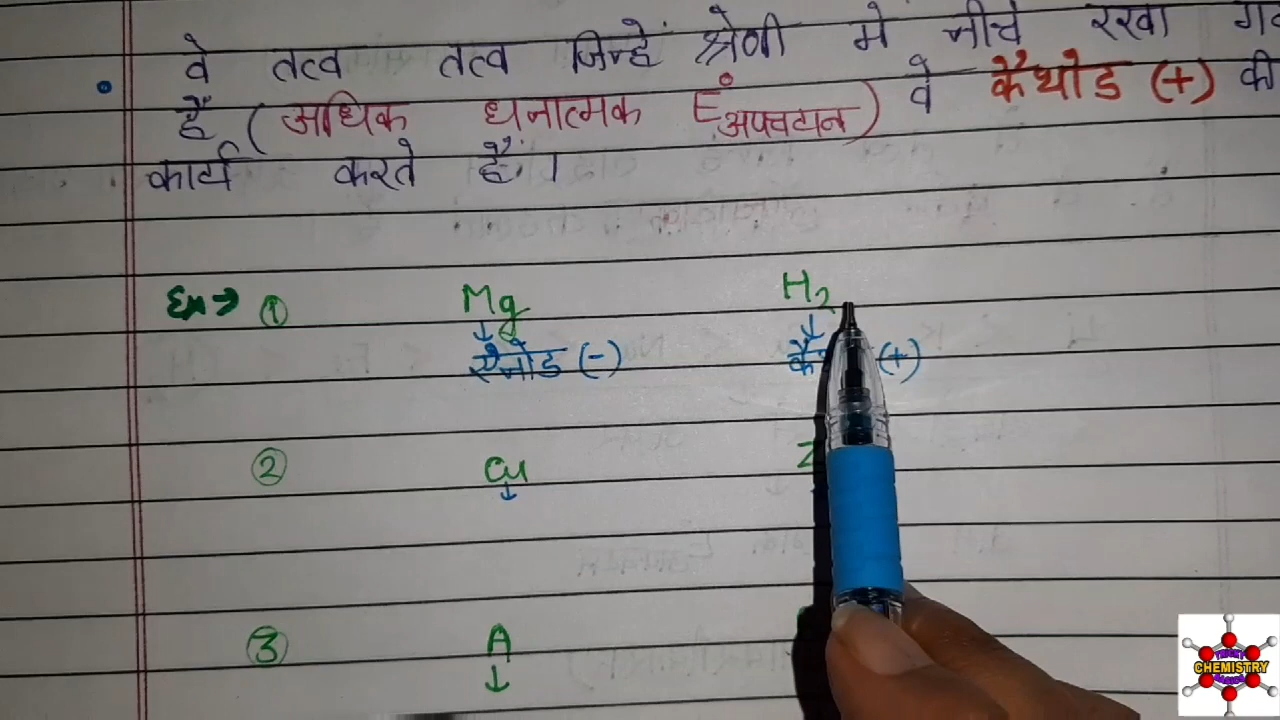 वे तत्व तत्व जिन्हें श्रेणी में नीचे रखा
है (अधिक धनात्मक E° अपचयन) वे कैथोड (+) की
कार्य करते हैं।
Ex → ① Mg H₂
↓ ↓
ऐनोड (-) (+)
② Cu
↓
③ A
↓
CHEMISTRY